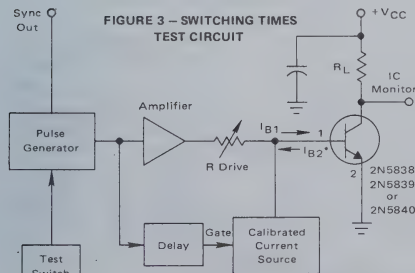 FIGURE 3 – SWITCHING TIMES
TEST CIRCUIT
Sync
Out
+VCC
RL
IC
Monitor
Amplifier
Pulse
Generator
R Drive
IB1
IB2*
1
2
2N5838
2N5839
or
2N5840
Delay
Gate
Calibrated
Current
Source
Test
Switch